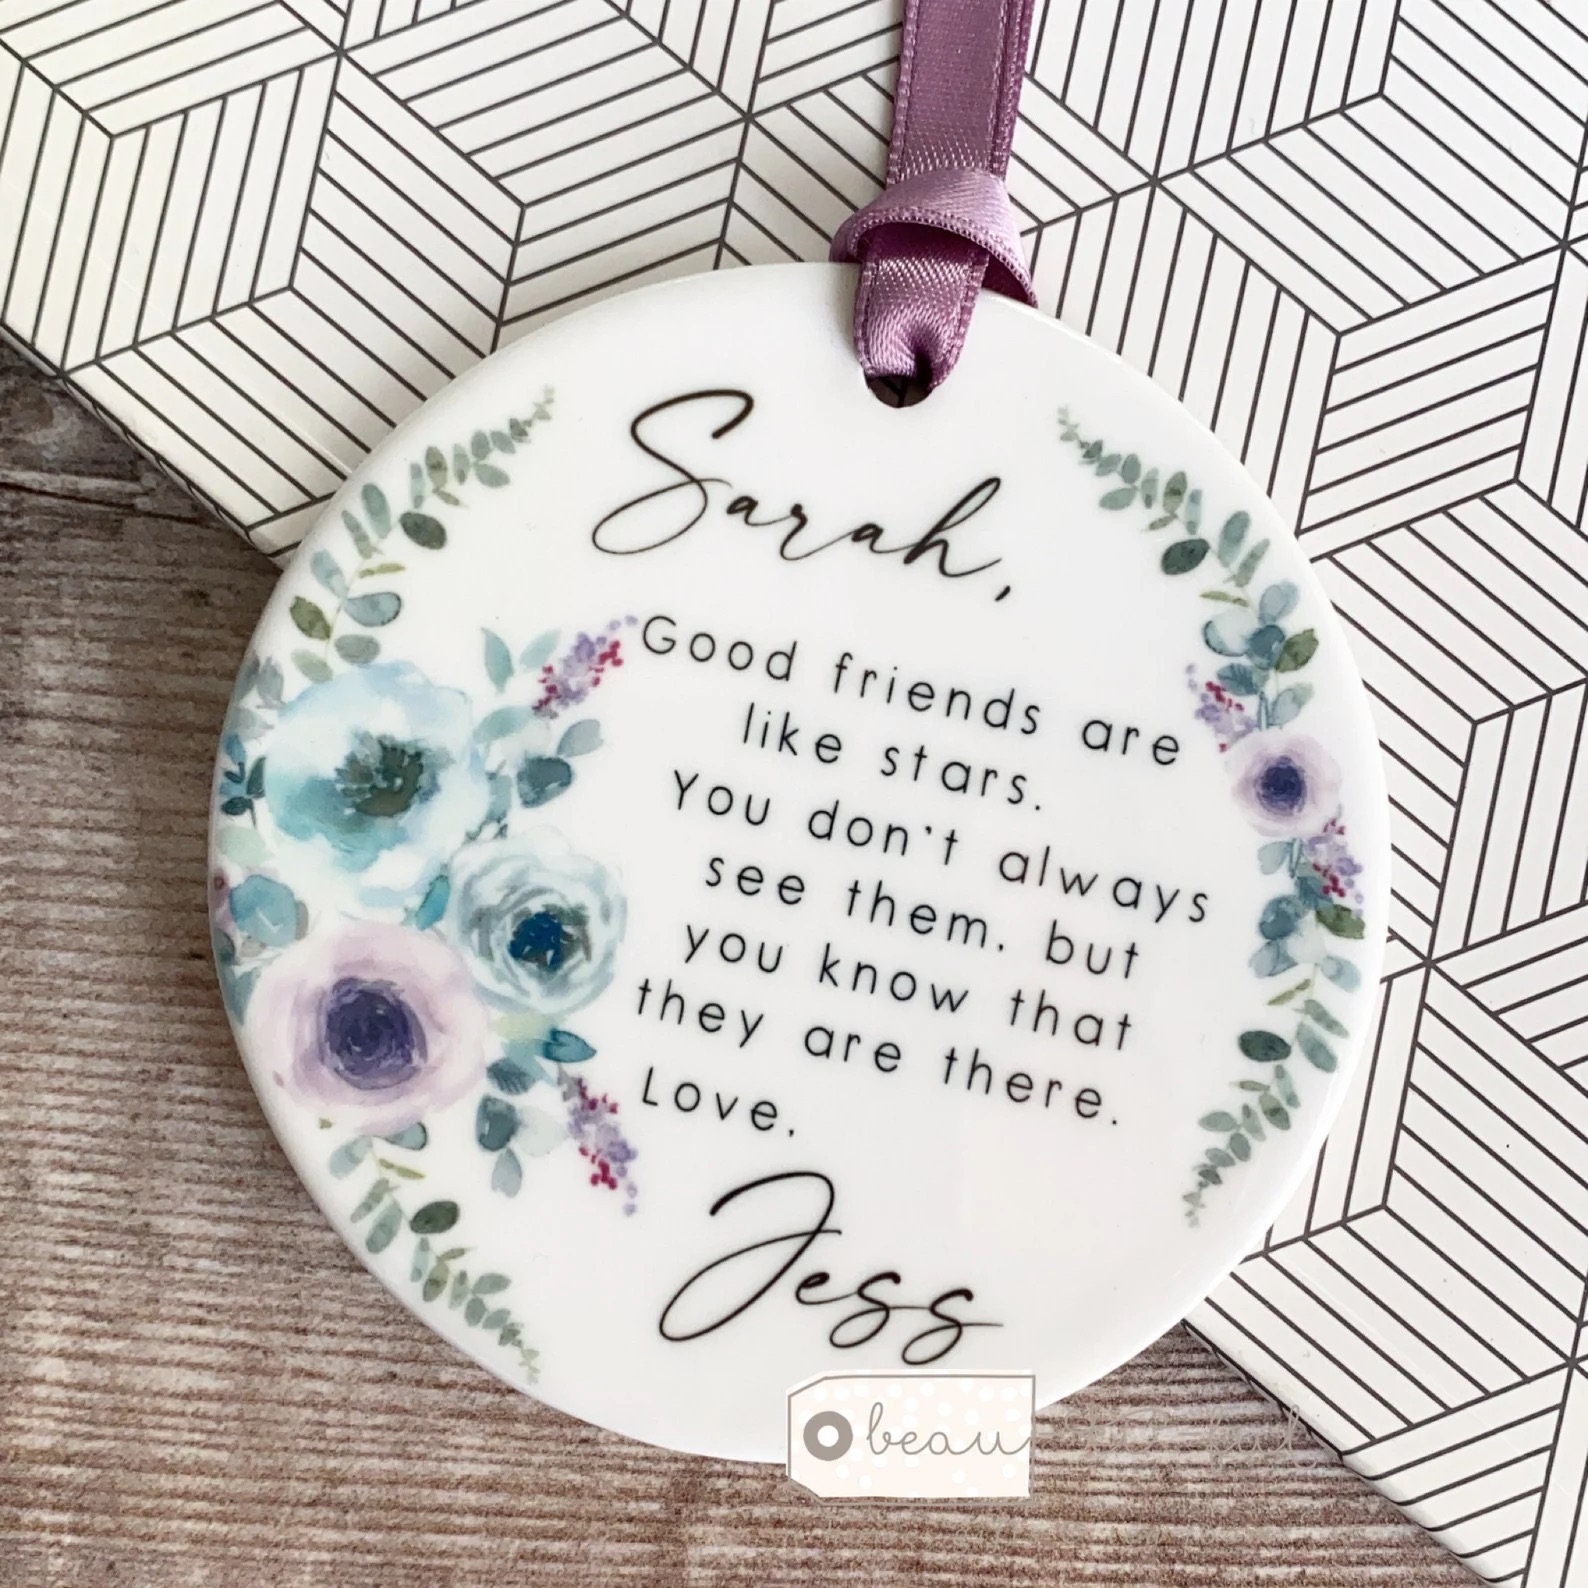 Sarah,
Good friends are
like stars.
You don't always
see them. but
you know that
they are there.
Love.
Jess
beau